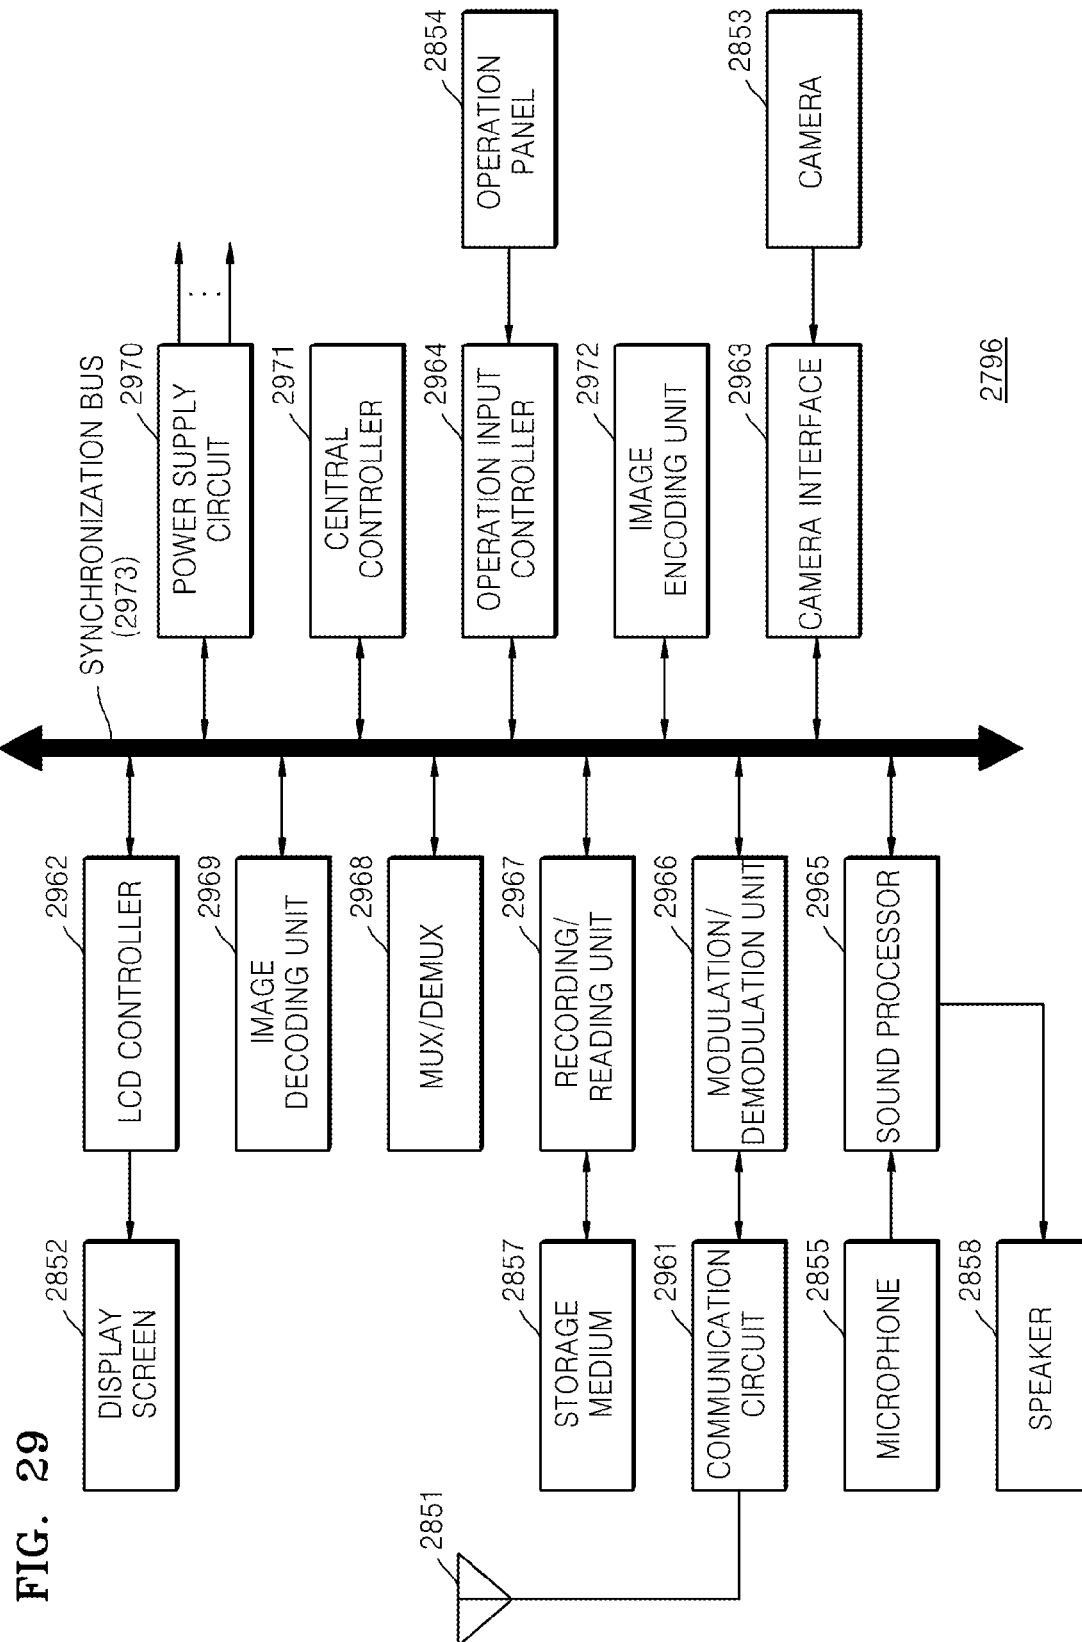 FIG. 29
2851
DISPLAY
SCREEN
2852
STORAGE
MEDIUM
2857
COMMUNICATION
CIRCUIT
2961
MICROPHONE
2855
SPEAKER
2858
LCD CONTROLLER
2962
IMAGE
DECODING UNIT
2969
MUX/DEMUX
2968
RECORDING/
READING UNIT
2967
MODULATION/
DEMODULATION UNIT
2966
SOUND PROCESSOR
2965
SYNCHRONIZATION BUS
(2973)
POWER SUPPLY
CIRCUIT
2970
...
CENTRAL
CONTROLLER
2971
OPERATION INPUT
CONTROLLER
2964
IMAGE
ENCODING UNIT
2972
CAMERA INTERFACE
2963
OPERATION
PANEL
2854
CAMERA
2853
2796